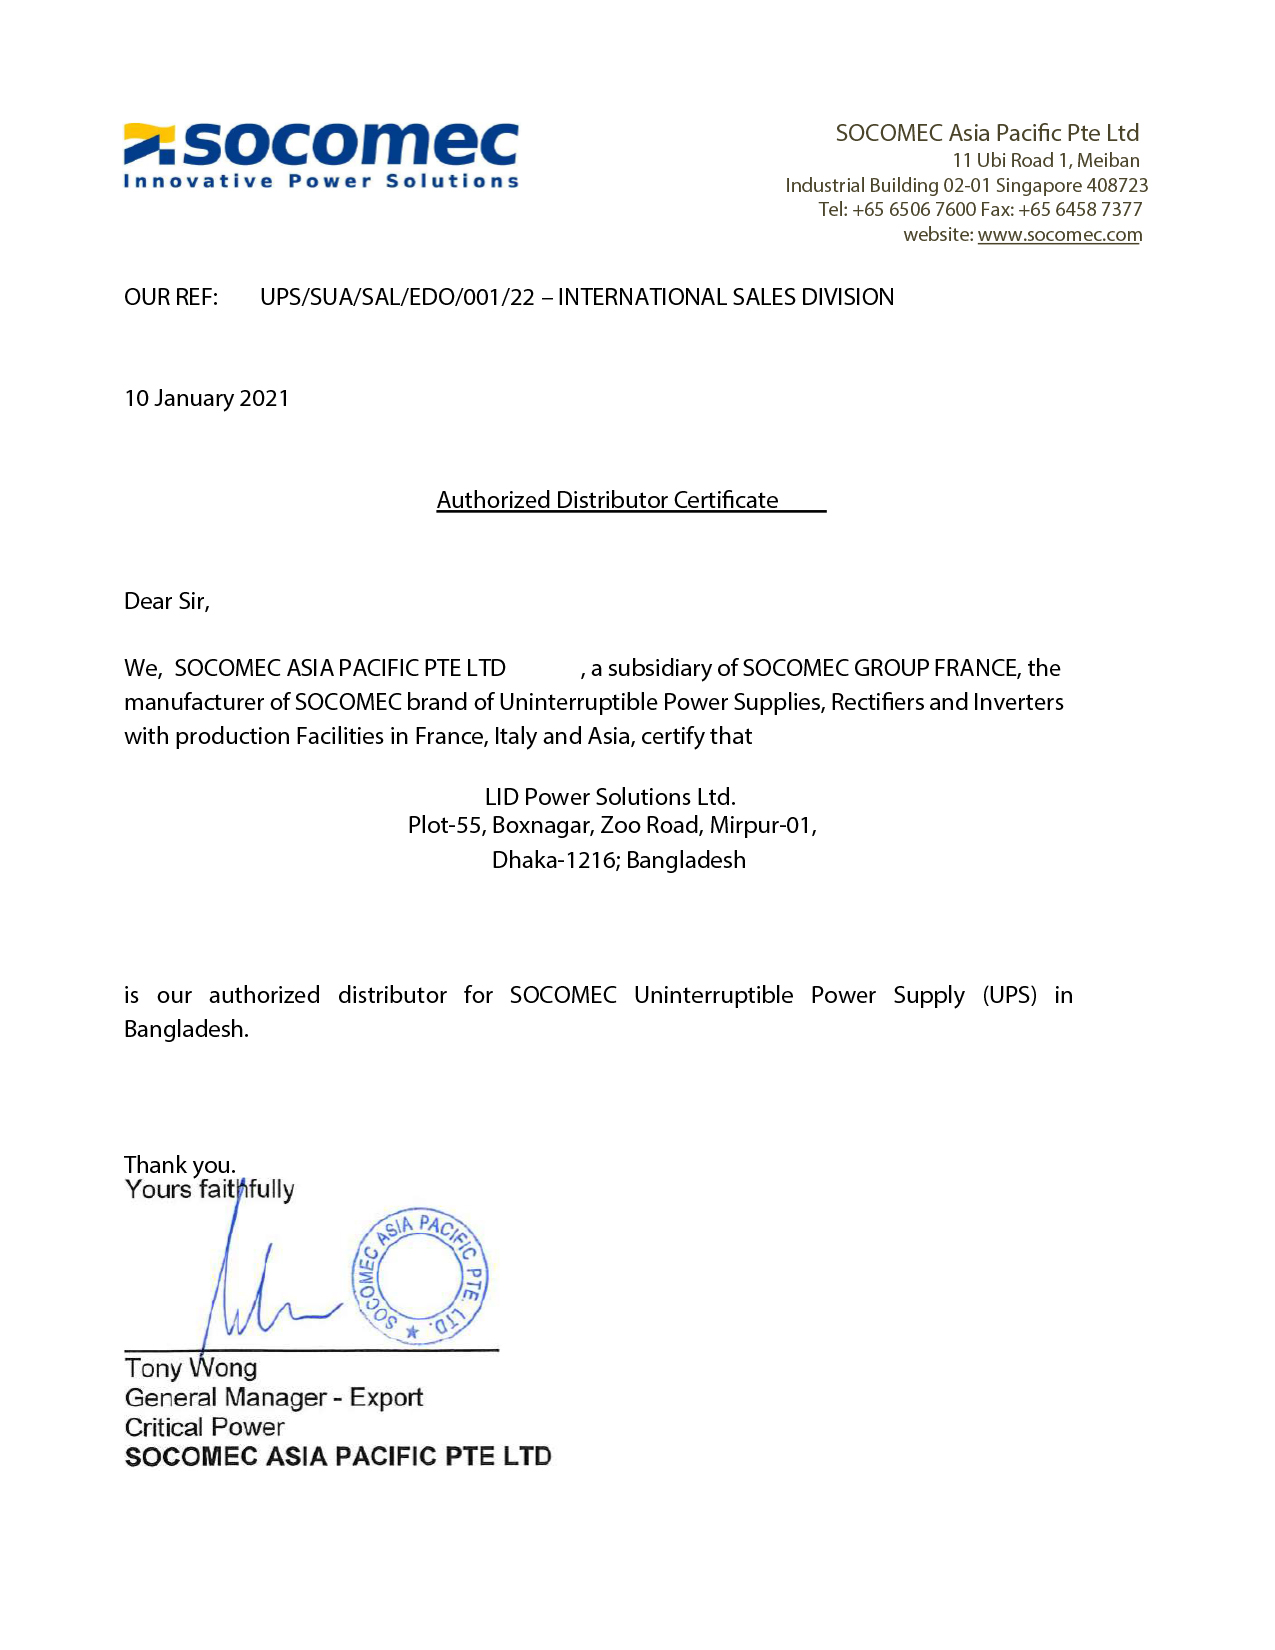 socomec
Innovative Power Solutions
SOCOMEC Asia Pacific Pte Ltd
11 Ubi Road 1, Meiban
Industrial Building 02-01 Singapore 408723
Tel: +65 6506 7600 Fax: +65 6458 7377
website: www.socomec.com
OUR REF: UPS/SUA/SAL/EDO/001/22 – INTERNATIONAL SALES DIVISION
10 January 2021
Authorized Distributor Certificate
Dear Sir,
We, SOCOMEC ASIA PACIFIC PTE LTD , a subsidiary of SOCOMEC GROUP FRANCE, the
manufacturer of SOCOMEC brand of Uninterruptible Power Supplies, Rectifiers and Inverters
with production Facilities in France, Italy and Asia, certify that
LID Power Solutions Ltd.
Plot-55, Boxnagar, Zoo Road, Mirpur-01,
Dhaka-1216; Bangladesh
is our authorized distributor for SOCOMEC Uninterruptible Power Supply (UPS) in
Bangladesh.
Thank you.
Yours faithfully
SOCOMEC ASIA PACIFIC PTE. LTD.
Tony Wong
General Manager - Export
Critical Power
SOCOMEC ASIA PACIFIC PTE LTD